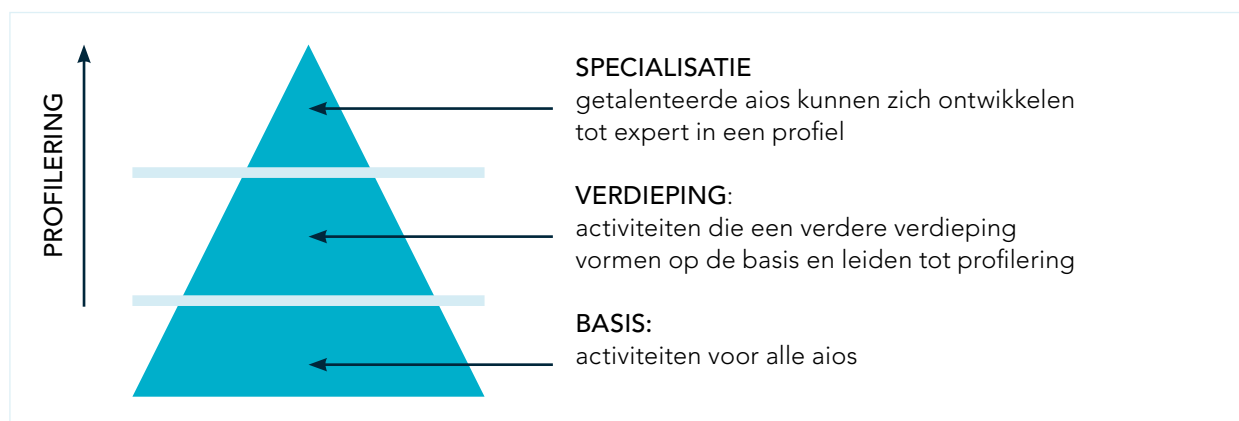 PROFILERING
SPECIALISATIE
getalenteerde aios kunnen zich ontwikkelen
tot expert in een profiel
VERDIEPING:
activiteiten die een verdere verdieping
vormen op de basis en leiden tot profilering
BASIS:
activiteiten voor alle aios